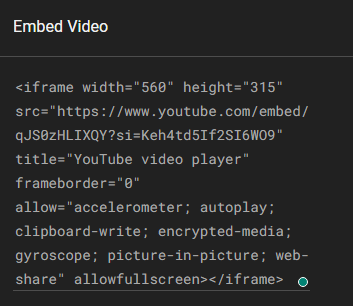 Embed Video
<iframe width="560" height="315"
src="https://www.youtube.com/embed/
qJS0zHLIXQY?si=Keh4td5If2SI6WO9"
title="YouTube video player"
frameborder="0"
allow="accelerometer; autoplay;
clipboard-write; encrypted-media;
gyroscope; picture-in-picture; web-
share" allowfullscreen></iframe>